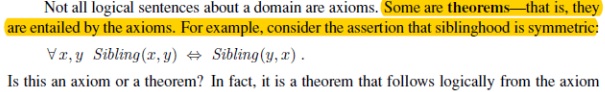 Not all logical sentences about a domain are axioms. Some are theorems—that is, they
are entailed by the axioms. For example, consider the assertion that siblinghood is symmetric:
∀ x, y Sibling(x, y) ⇔ Sibling(y, x) .
Is this an axiom or a theorem? In fact, it is a theorem that follows logically from the axiom